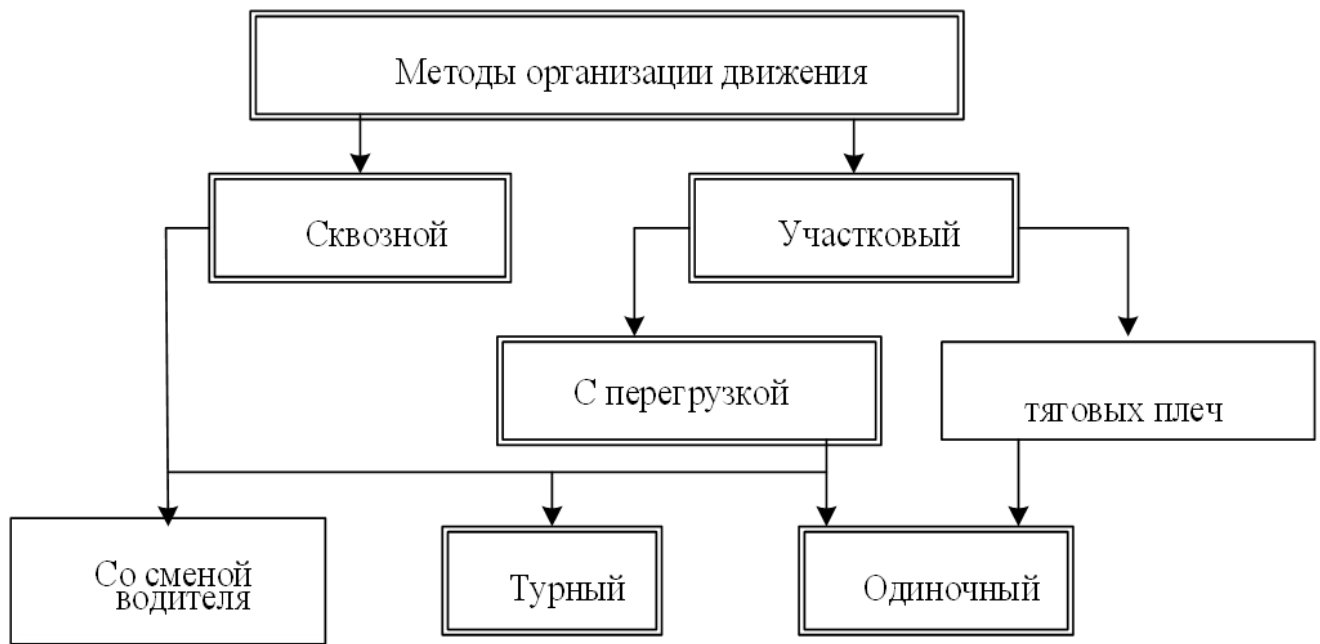 Методы организации движения
Сквозной
Участковый
С перегрузкой
тяговых плеч
Со сменой
водителя
Турный
Одиночный